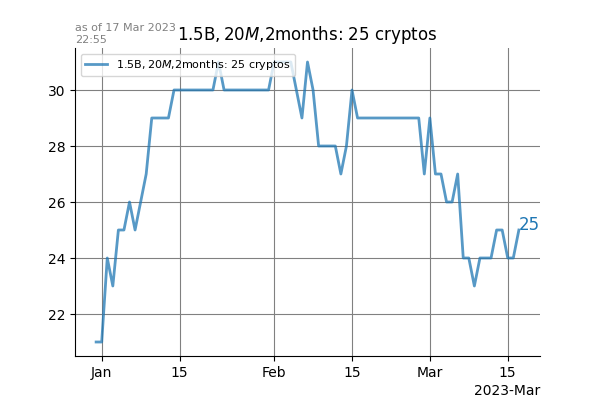 as of 17 Mar 2023
22:55
1.5B, 20M,2months: 25 cryptos
1.5B, 20M,2months: 25 cryptos
30
28
26
24
22
25
Jan 15 Feb 15 Mar 15
2023-Mar